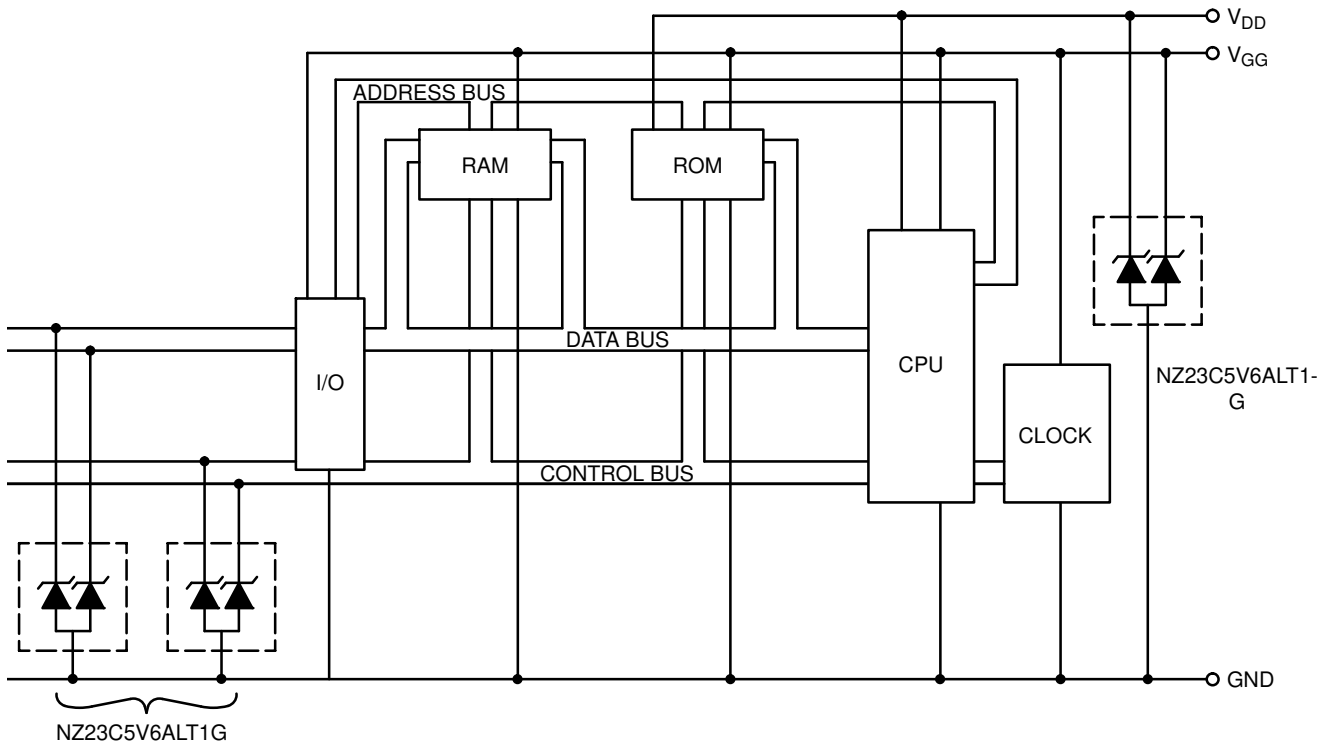 VDD
VGG
ADDRESS BUS
RAM
ROM
DATA BUS
I/O
CPU
NZ23C5V6ALT1-
G
CLOCK
CONTROL BUS
GND
NZ23C5V6ALT1G